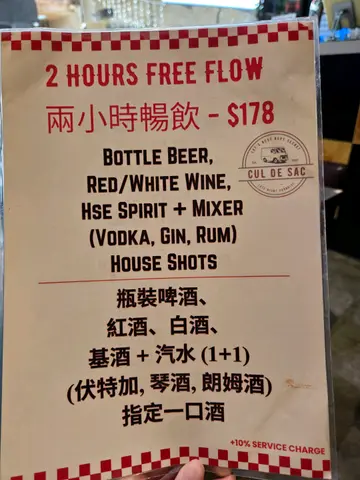 2 HOURS FREE FLOW
兩小時暢飲 - $178
BOTTLE BEER,
RED/WHITE WINE,
HSE SPIRIT + MIXER
(VODKA, GIN, RUM)
HOUSE SHOTS
CUL DE SAC
瓶裝啤酒、
紅酒、白酒、
基酒 + 汽水 (1+1)
(伏特加, 琴酒, 朗姆酒)
指定一口酒
+10% SERVICE CHARGE